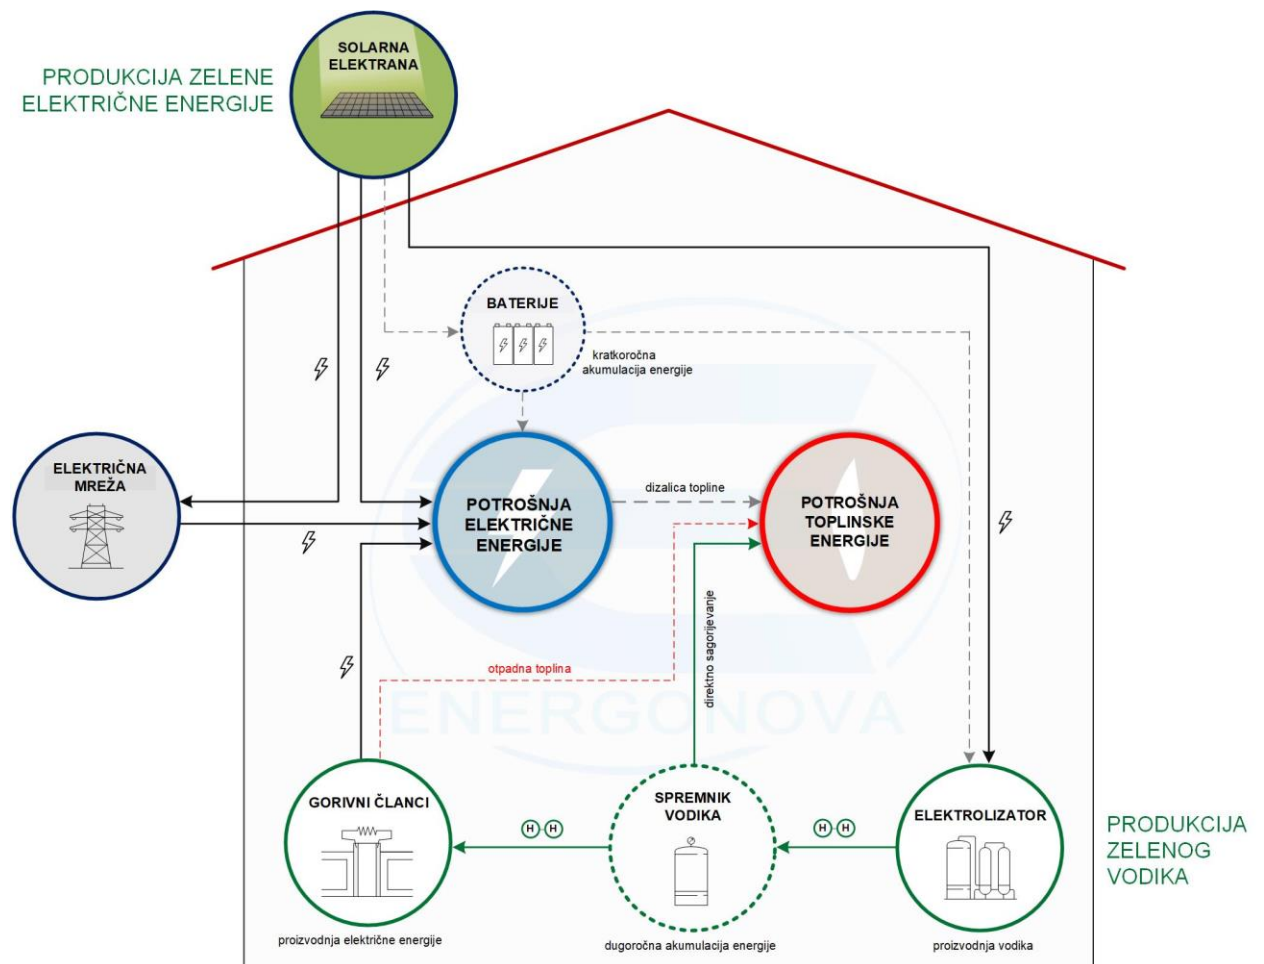 SOLARNA
ELEKTRANA
PRODUKCIJA ZELENE
ELEKTRIČNE ENERGIJE
BATERIJE
kratkoročna
akumulacija energije
ELEKTRIČNA
MREŽA
POTROŠNJA
ELEKTRIČNE
ENERGIJE
dizalica topline
POTROŠNJA
TOPLINSKE
ENERGIJE
direktno sagorijevanje
otpadna toplina
ENERGONOVA
GORIVNI ČLANCI
proizvodnja električne energije
H-H
SPREMNIK
VODIKA
dugoročna akumulacija energije
H-H
ELEKTROLIZATOR
proizvodnja vodika
PRODUKCIJA
ZELENOG
VODIKA